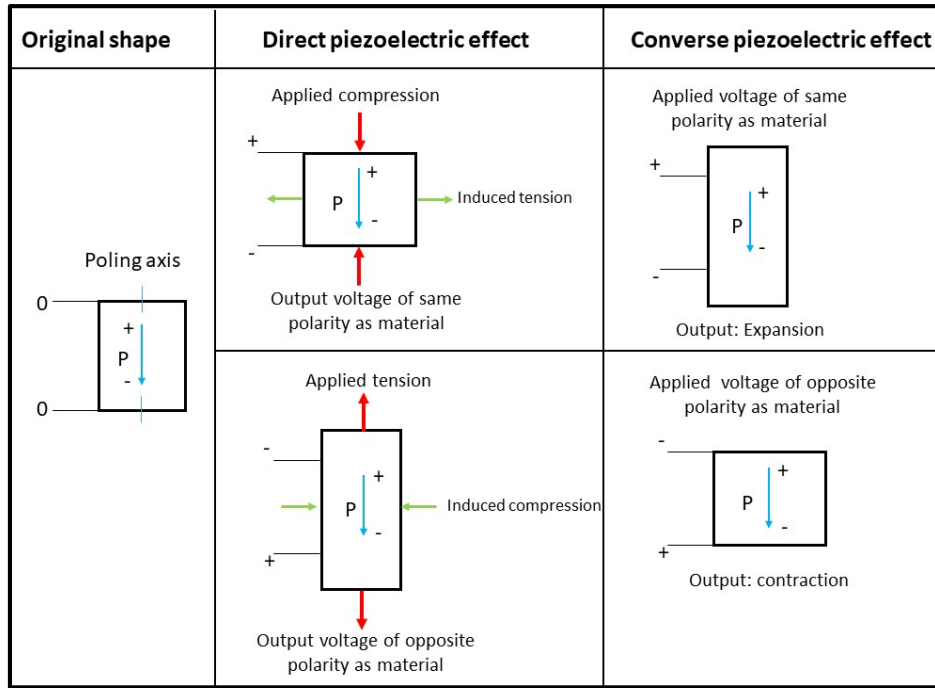 Original shape
Direct piezoelectric effect
Converse piezoelectric effect
Poling axis
0
+
P
-
0
Applied compression
+
+
P
Induced tension
-
-
Output voltage of same
polarity as material
Applied voltage of same
polarity as material
+
+
P
-
-
Output: Expansion
Applied tension
-
+
P
Induced compression
-
+
Output voltage of opposite
polarity as material
Applied voltage of opposite
polarity as material
-
+
P
-
+
Output: contraction